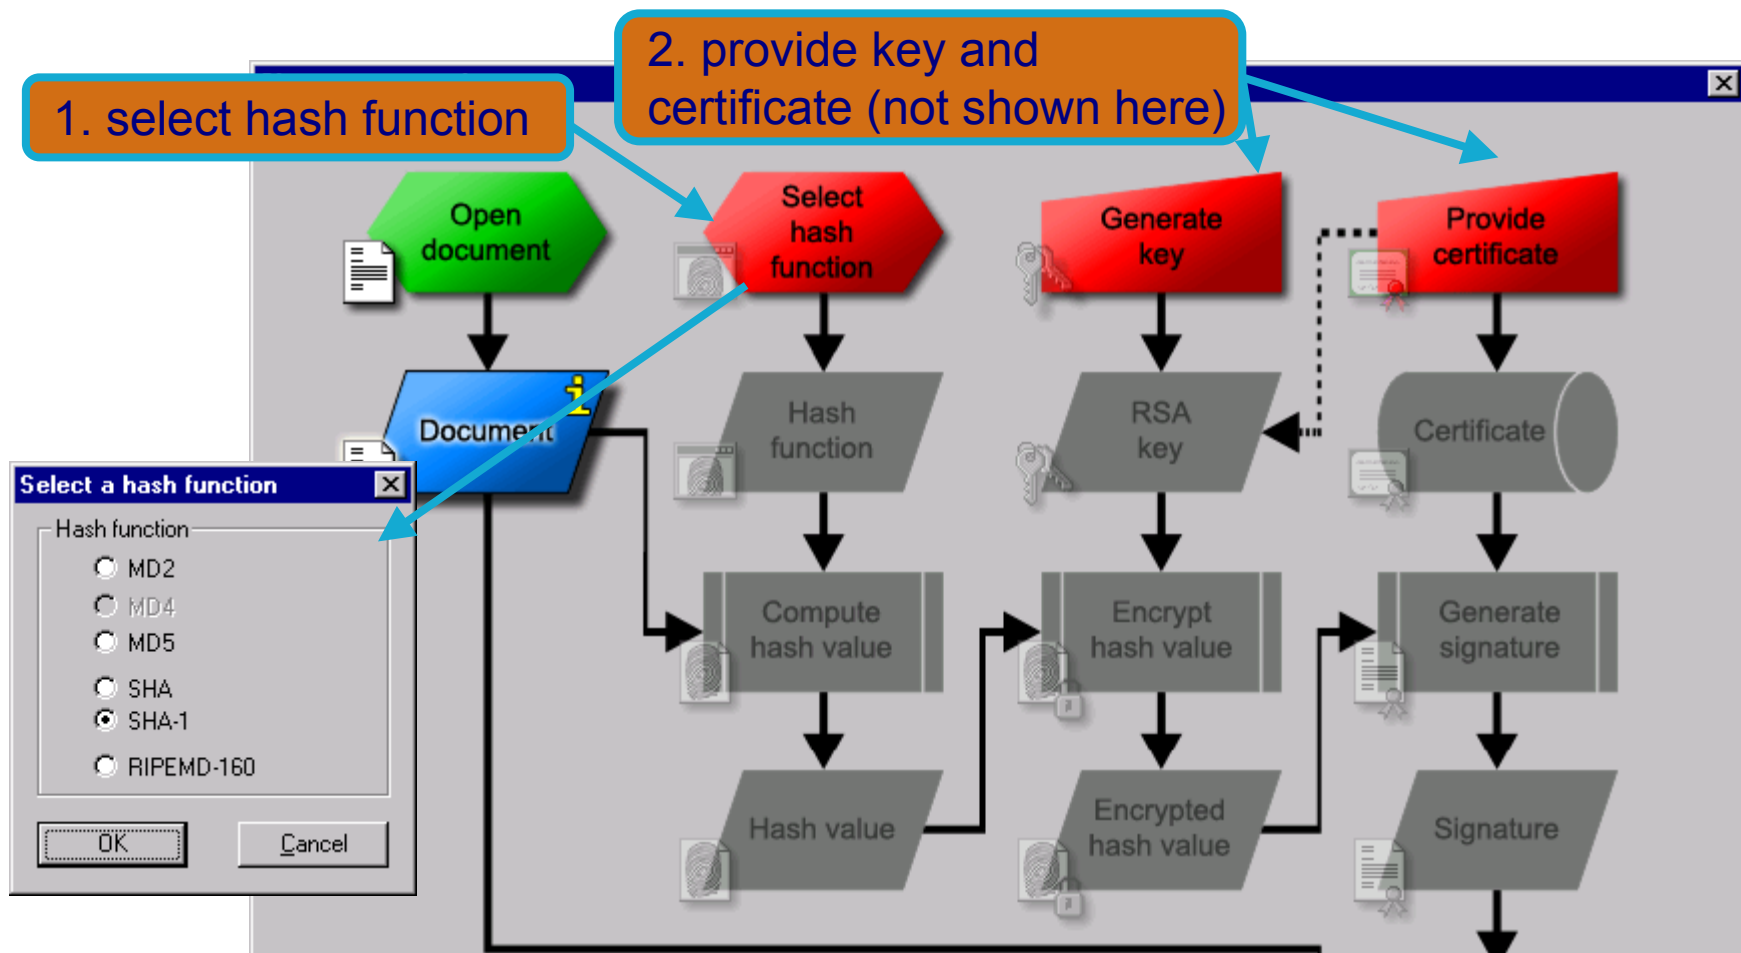 1. select hash function
2. provide key and
certificate (not shown here)
Open
document
Select
hash
function
Generate
key
Provide
certificate
Document
Hash
function
RSA
key
Certificate
Compute
hash value
Encrypt
hash value
Generate
signature
Hash value
Encrypted
hash value
Signature
Select a hash function
Hash function
MD2
MD4
MD5
SHA
SHA-1
RIPEMD-160
OK
Cancel